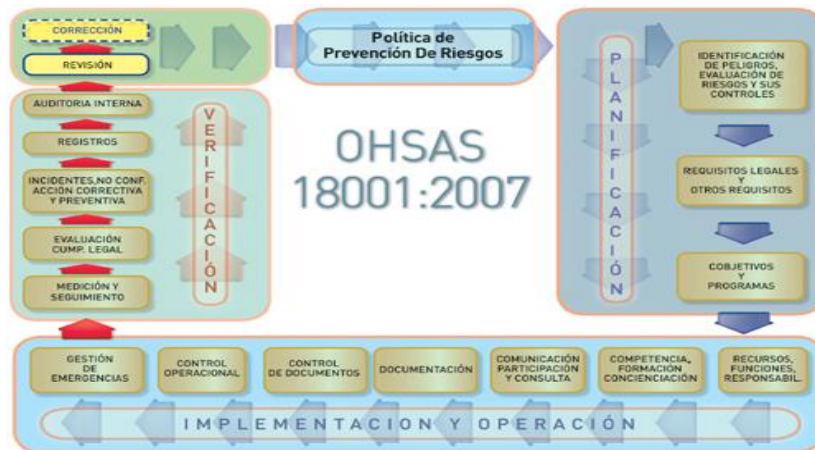 CORRECCIÓN
REVISIÓN
Política de
Prevención De Riesgos
PLANIFICACIÓN
IDENTIFICACIÓN
DE PELIGROS,
EVALUACIÓN DE
RIESGOS Y SUS
CONTROLES
REQUISITOS LEGALES
Y
OTROS REQUISITOS
COBJETIVOS
Y
PROGRAMAS
AUDITORIA INTERNA
REGISTROS
INCIDENTES,NO CONF.
ACCIÓN CORRECTIVA
Y PREVENTIVA
EVALUACIÓN
CUMP. LEGAL
MEDICIÓN Y
SEGUIMIENTO
VERIFICACIÓN
OHSAS
18001:2007
GESTIÓN
DE
EMERGENCIAS
CONTROL
OPERACIONAL
CONTROL
DE DOCUMENTOS
DOCUMENTACIÓN
COMUNICACIÓN
PARTICIPACIÓN
Y CONSULTA
COMPETENCIA,
FORMACIÓN
CONCIENCIACIÓN
RECURSOS,
FUNCIONES,
RESPONSABIL.
IMPLEMENTACION Y OPERACIÓN